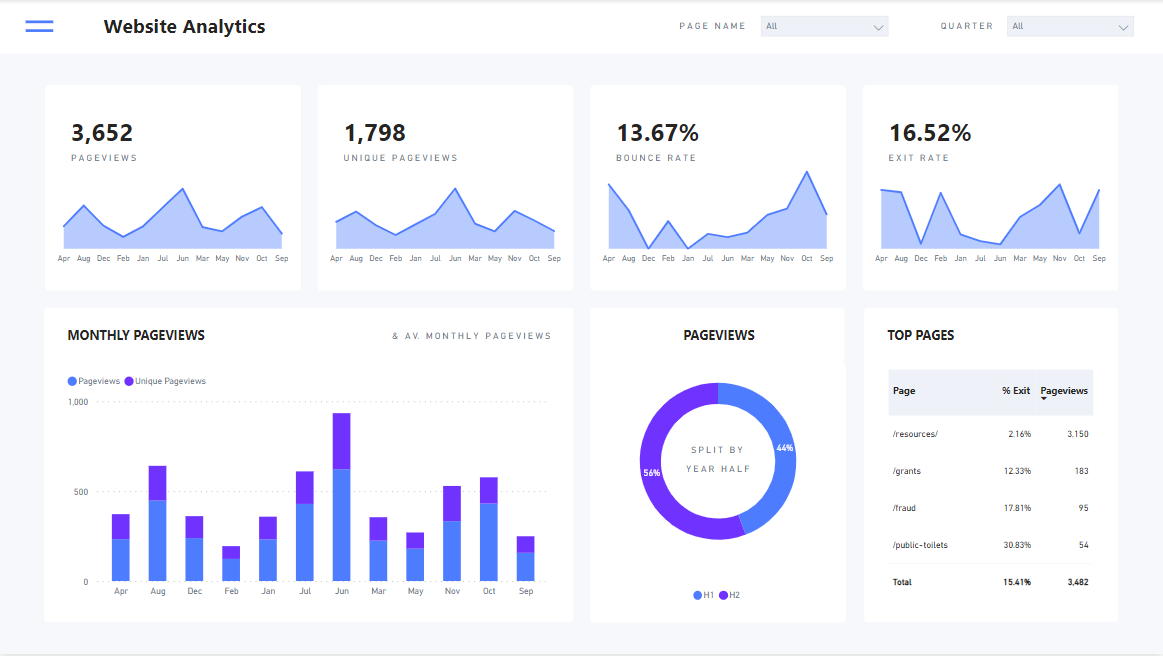 Website Analytics
PAGE NAME
All
QUARTER
All
3,652
PAGEVIEWS
Apr Aug Dec Feb Jan Jul Jun Mar May Nov Oct Sep
1,798
UNIQUE PAGEVIEWS
Apr Aug Dec Feb Jan Jul Jun Mar May Nov Oct Sep
13.67%
BOUNCE RATE
Apr Aug Dec Feb Jan Jul Jun Mar May Nov Oct Sep
16.52%
EXIT RATE
Apr Aug Dec Feb Jan Jul Jun Mar May Nov Oct Sep
MONTHLY PAGEVIEWS
& AV. MONTHLY PAGEVIEWS
Pageviews Unique Pageviews
1,000
500
0
Apr Aug Dec Feb Jan Jul Jun Mar May Nov Oct Sep
PAGEVIEWS
44%
SPLIT BY
YEAR HALF
56%
H1 H2
TOP PAGES
Page % Exit Pageviews
/resources/ 2.16% 3,150
/grants 12.33% 183
/fraud 17.81% 95
/public-toilets 30.83% 54
Total 15.41% 3,482